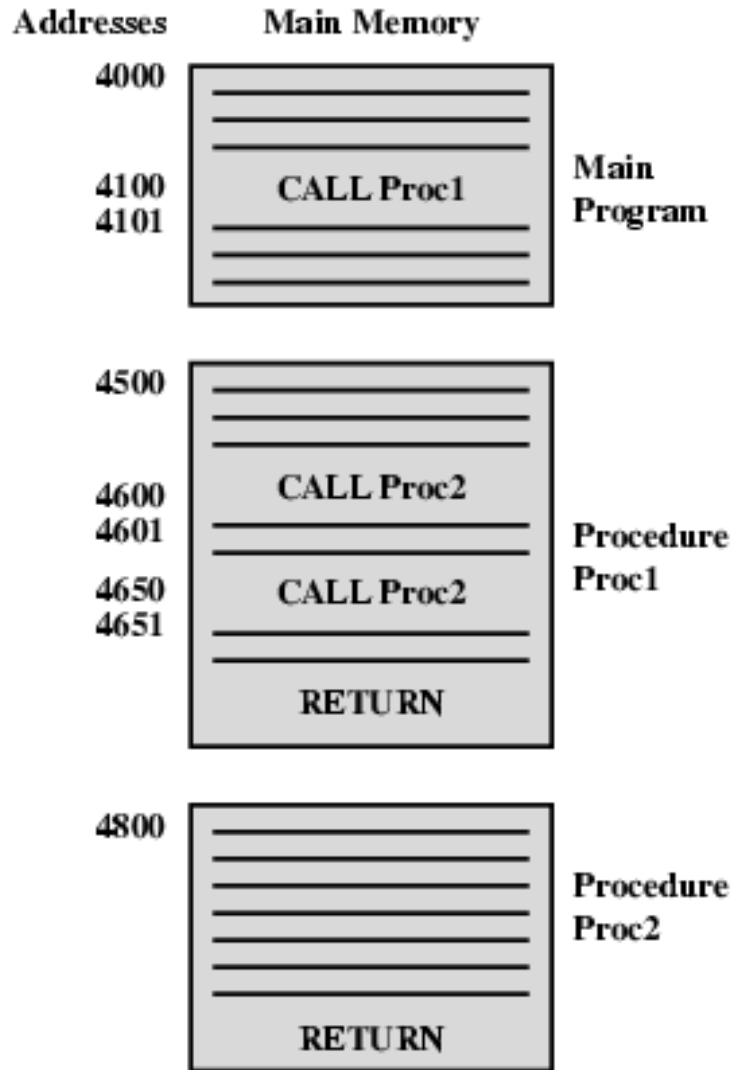 Addresses Main Memory
4000
4100 CALL Proc1
4101
Main
Program
4500
4600 CALL Proc2
4601
4650 CALL Proc2
4651
Procedure
Proc1
RETURN
4800
Procedure
Proc2
RETURN